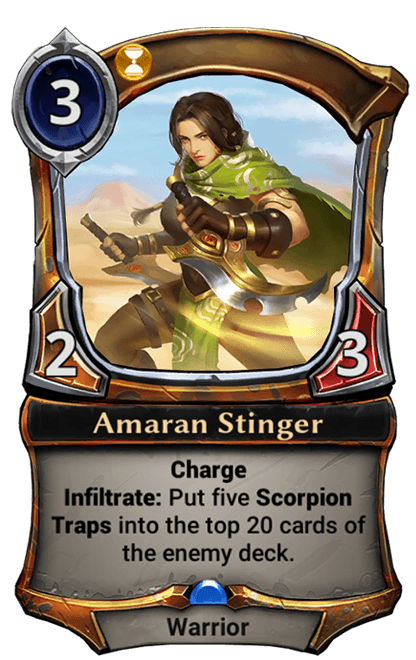 3
2
3
Amaran Stinger
Charge
Infiltrate: Put five Scorpion
Traps into the top 20 cards of
the enemy deck.
Warrior